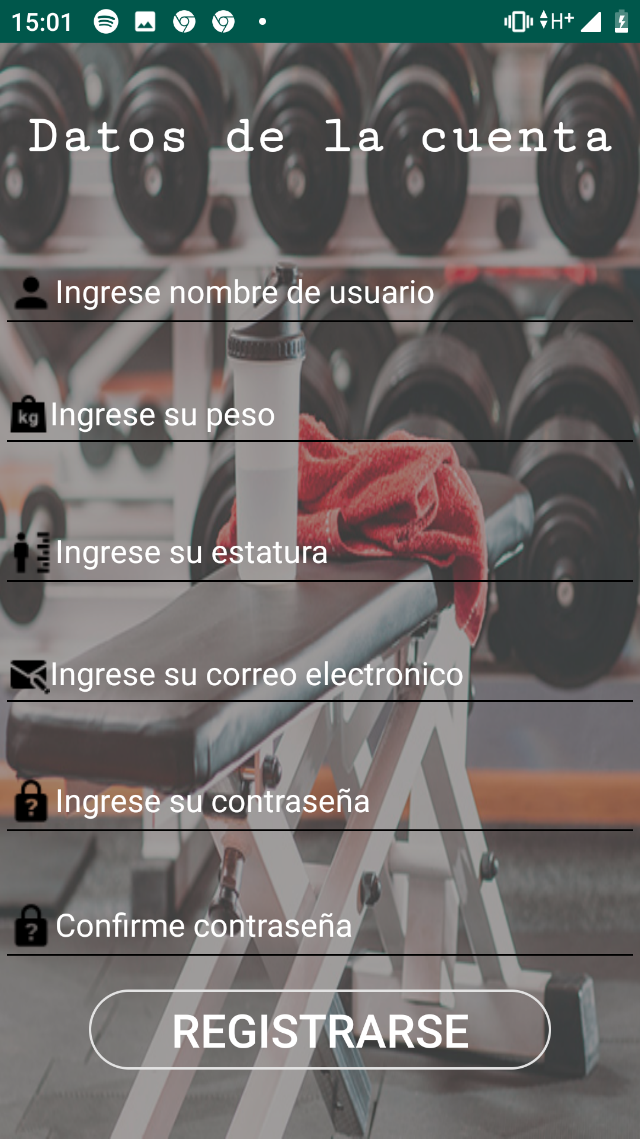 15:01 H+
Datos de la cuenta
Ingrese nombre de usuario
kg Ingrese su peso
Ingrese su estatura
Ingrese su correo electronico
? Ingrese su contraseña
? Confirme contraseña
REGISTRARSE